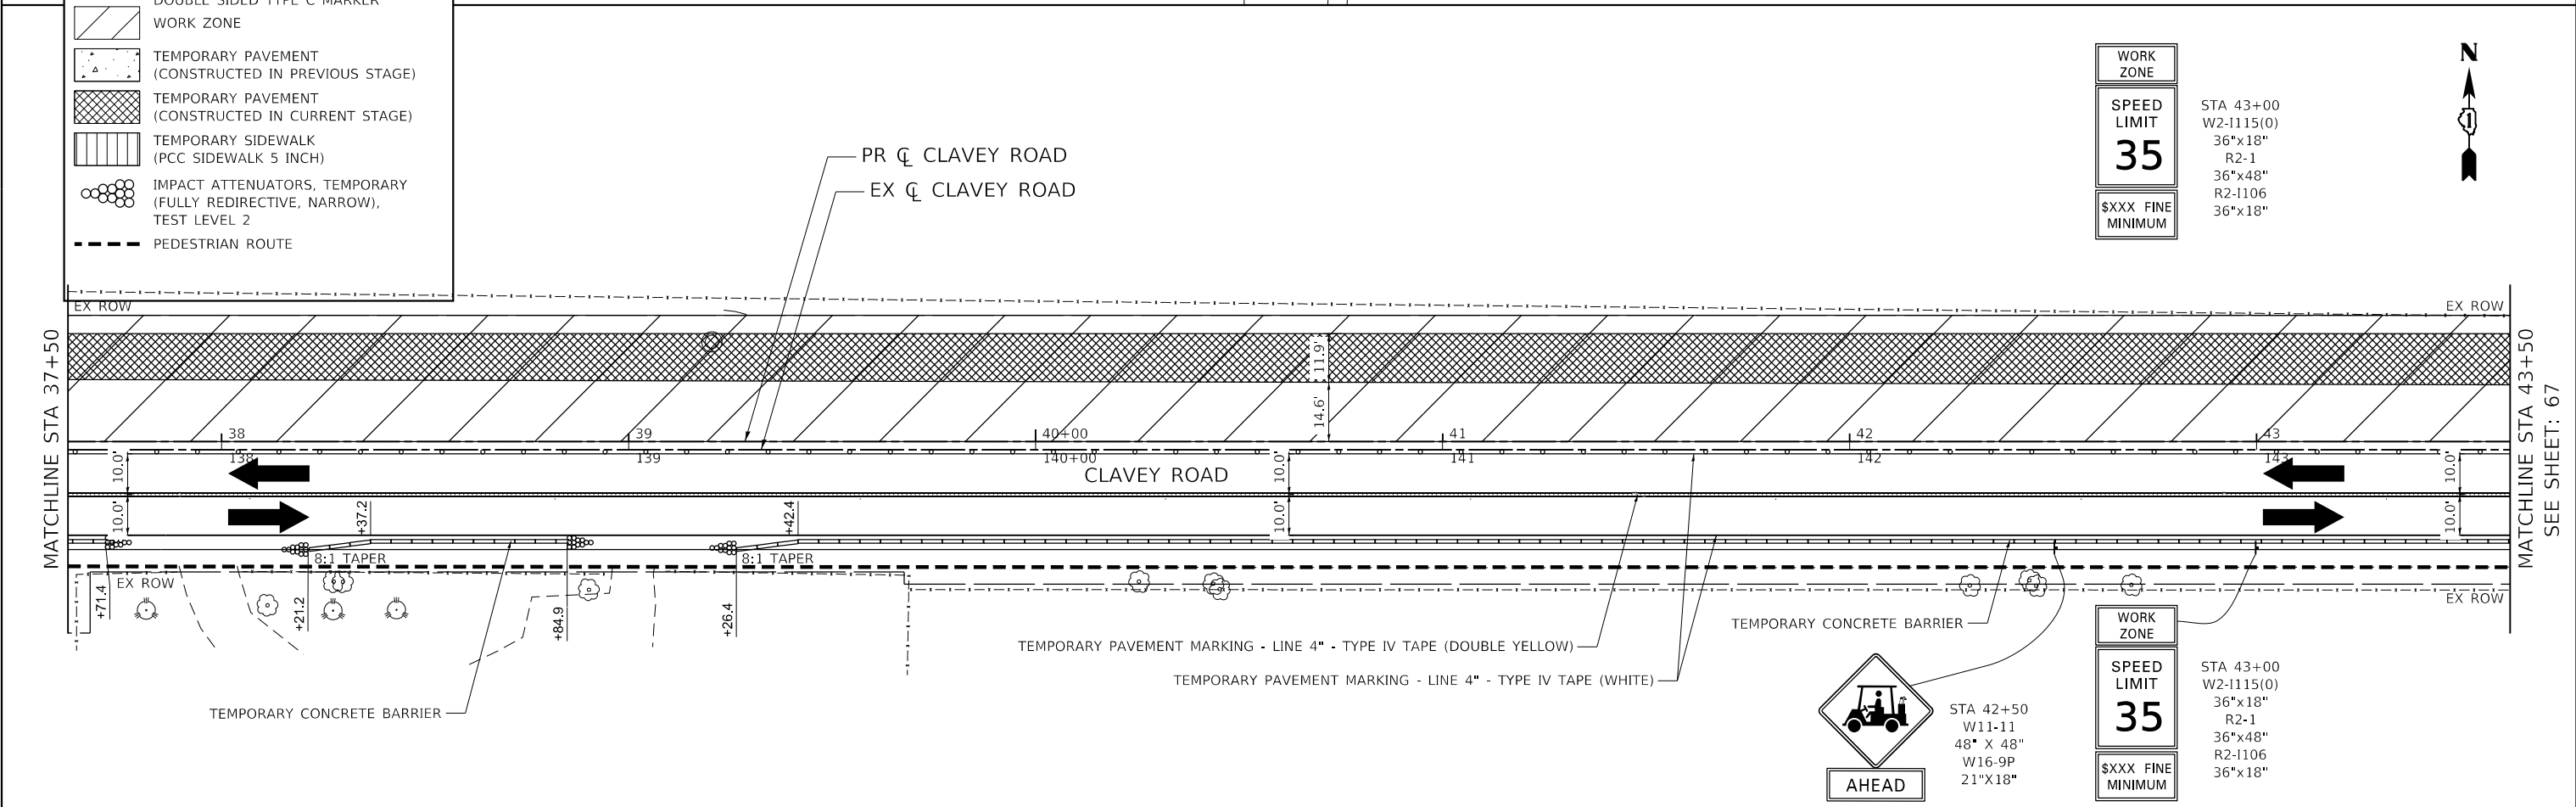 DOUBLE SIDED TYPE C MARKER
WORK ZONE
TEMPORARY PAVEMENT
(CONSTRUCTED IN PREVIOUS STAGE)
TEMPORARY PAVEMENT
(CONSTRUCTED IN CURRENT STAGE)
TEMPORARY SIDEWALK
(PCC SIDEWALK 5 INCH)
IMPACT ATTENUATORS, TEMPORARY
(FULLY REDIRECTIVE, NARROW),
TEST LEVEL 2
PEDESTRIAN ROUTE
PR ℄ CLAVEY ROAD
EX ℄ CLAVEY ROAD
WORK
ZONE
SPEED
LIMIT
35
$XXX FINE
MINIMUM
STA 43+00
W2-I115(0)
36"x18"
R2-1
36"x48"
R2-I106
36"x18"
N
1
EX ROW
EX ROW
MATCHLINE STA 37+50
MATCHLINE STA 43+50
SEE SHEET: 67
11.9'
14.6'
38
39
40+00
41
42
43
138
139
140+00
141
142
143
10.0'
10.0'
10.0'
CLAVEY ROAD
10.0'
10.0'
10.0'
+37.2
+42.4
8:1 TAPER
8:1 TAPER
EX ROW
+71.4
+21.2
+84.9
+26.4
EX ROW
TEMPORARY CONCRETE BARRIER
TEMPORARY PAVEMENT MARKING - LINE 4" - TYPE IV TAPE (DOUBLE YELLOW)
TEMPORARY PAVEMENT MARKING - LINE 4" - TYPE IV TAPE (WHITE)
TEMPORARY CONCRETE BARRIER
AHEAD
STA 42+50
W11-11
48" X 48"
W16-9P
21"X18"
WORK
ZONE
SPEED
LIMIT
35
$XXX FINE
MINIMUM
STA 43+00
W2-I115(0)
36"x18"
R2-1
36"x48"
R2-I106
36"x18"